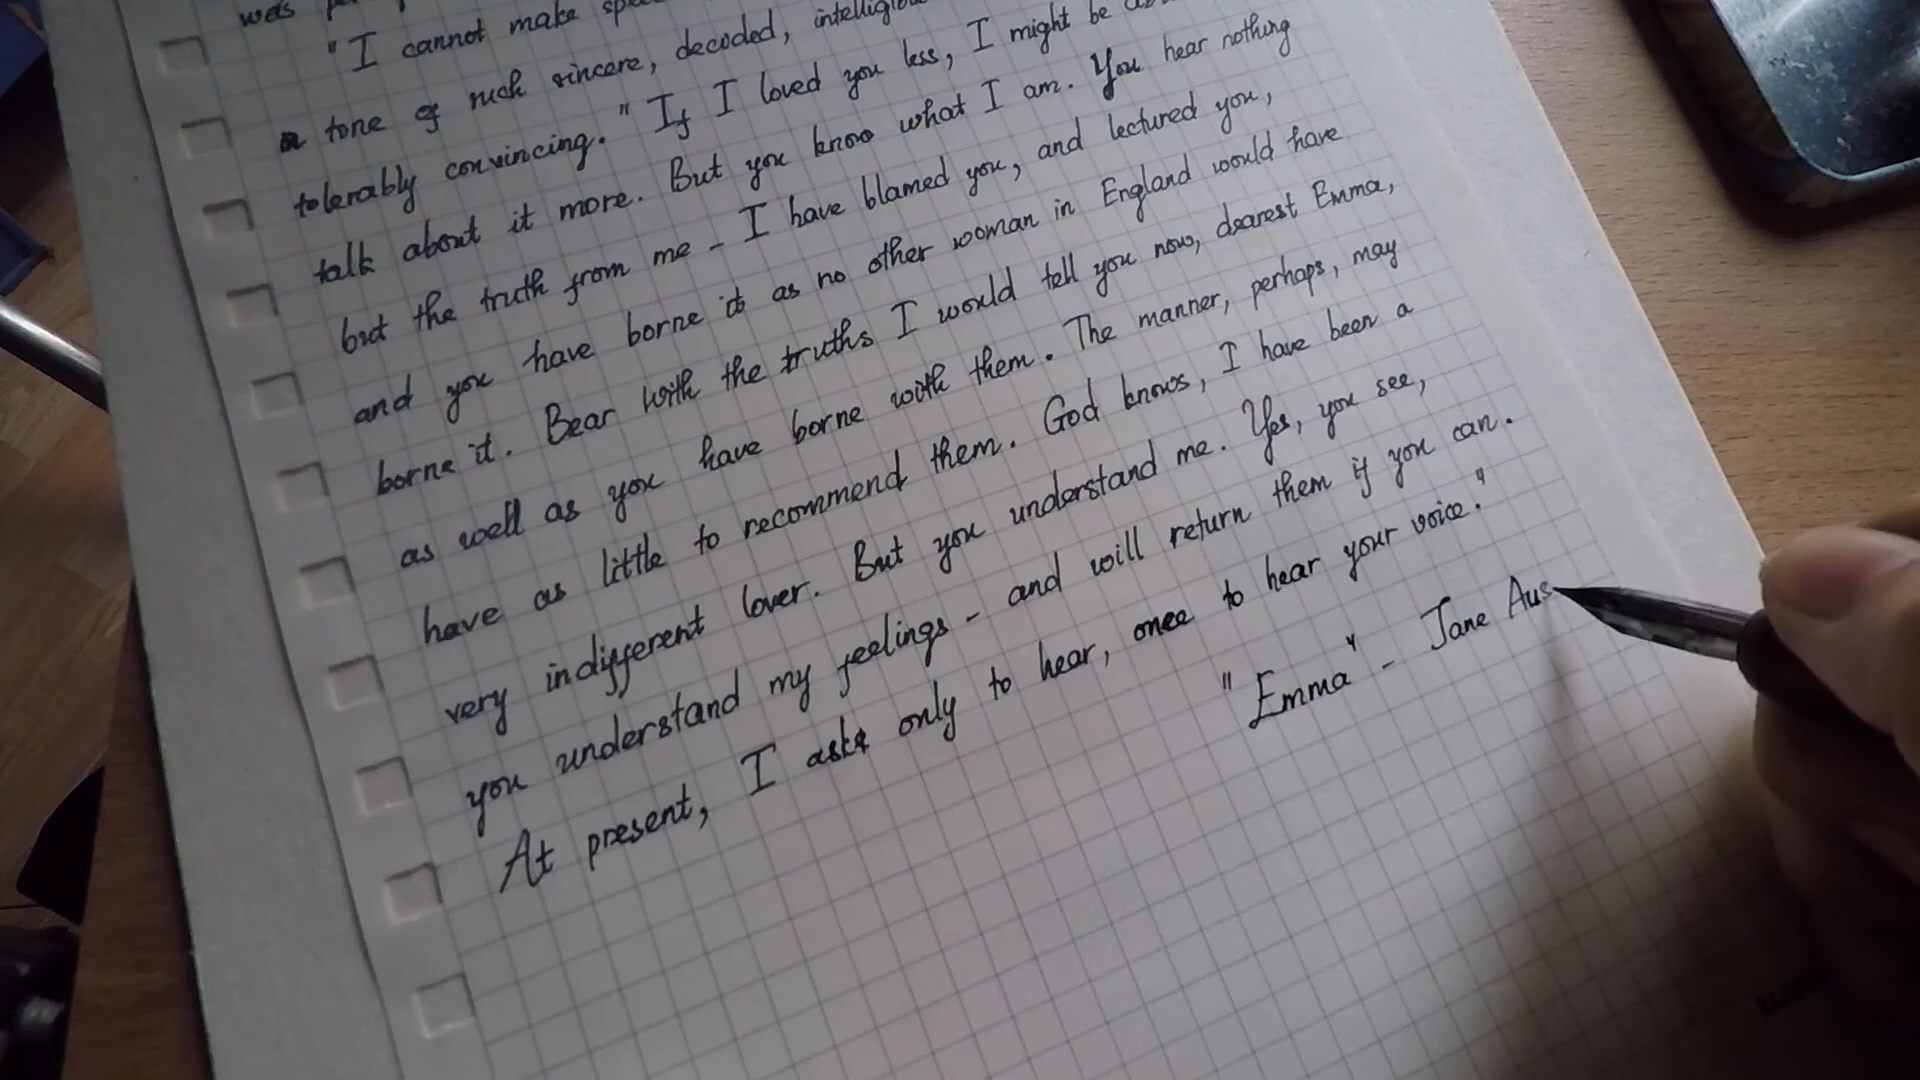 was
"I cannot make
tone of such sincere, decoded,
tolerably convincing. "If I loved you less, I might be
talk about it more. But you know what I am. You hear nothing
but the truth from me - I have blamed you, and lectured you,
and you have borne it as no other woman in England would have
borne it. Bear with the truths I would tell you now, dearest Emma,
as well as you have borne with them. The manner, perhaps, may
have as little to recommend them. God knows, I have been a
very indifferent lover. But you understand me. Yes, you see,
you understand my feelings - and will return them if you can.
At present, I ask only to hear, once to hear your voice."
"Emma" - Jane Aus